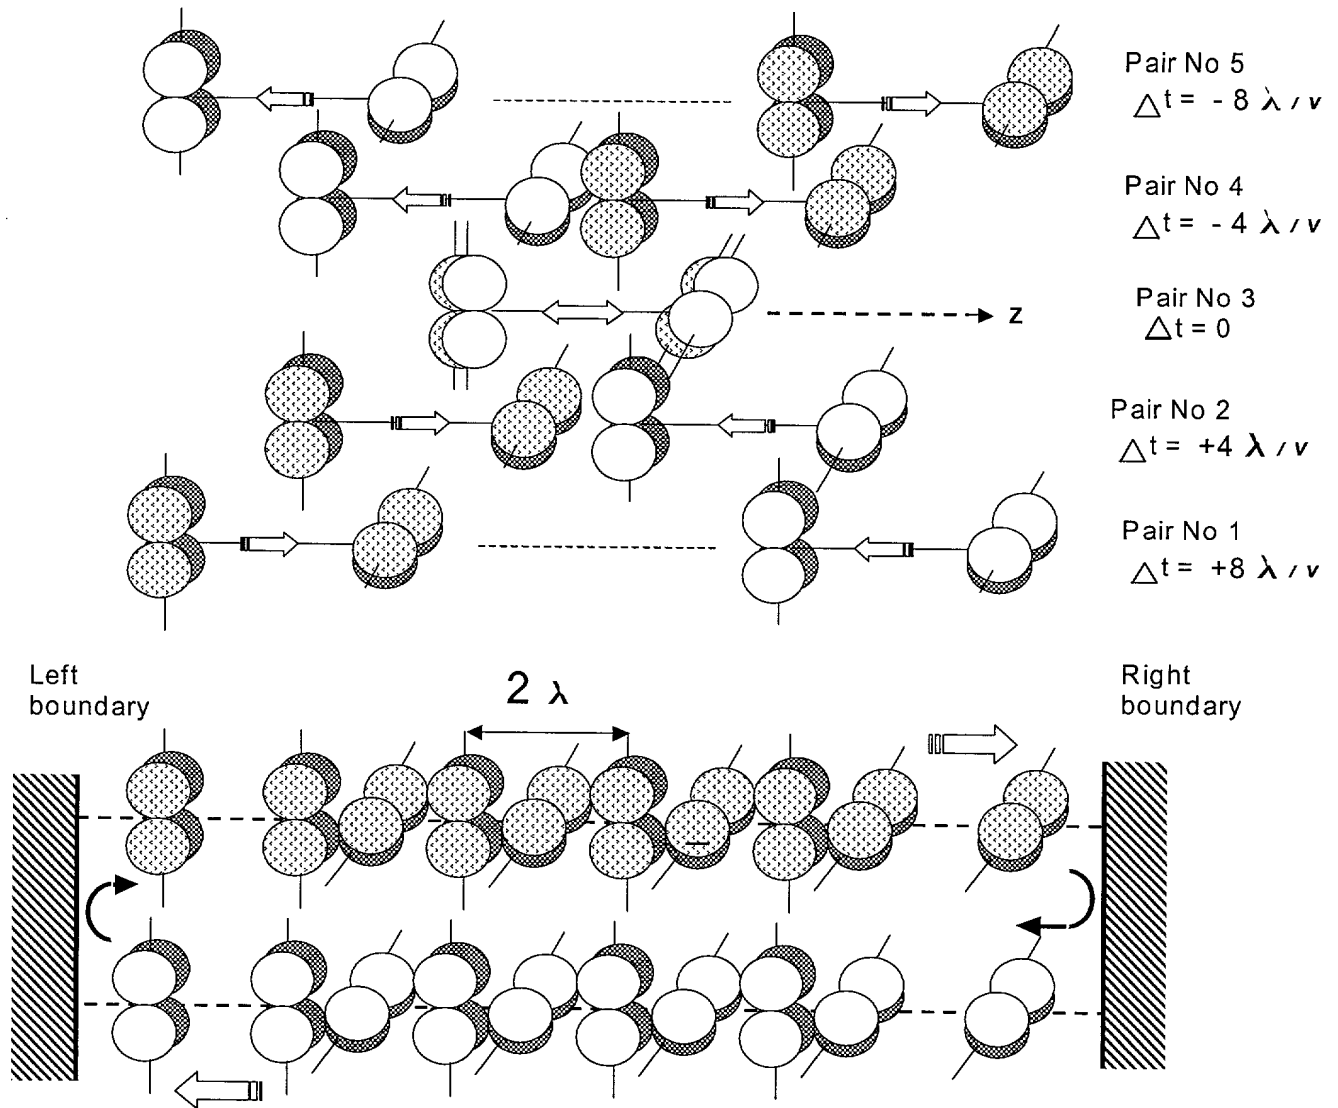 Pair No 5
△t = - 8 λ / v
Pair No 4
△t = - 4 λ / v
Pair No 3
△t = 0
z
Pair No 2
△t = +4 λ / v
Pair No 1
△t = +8 λ / v
Left
boundary
2 λ
Right
boundary